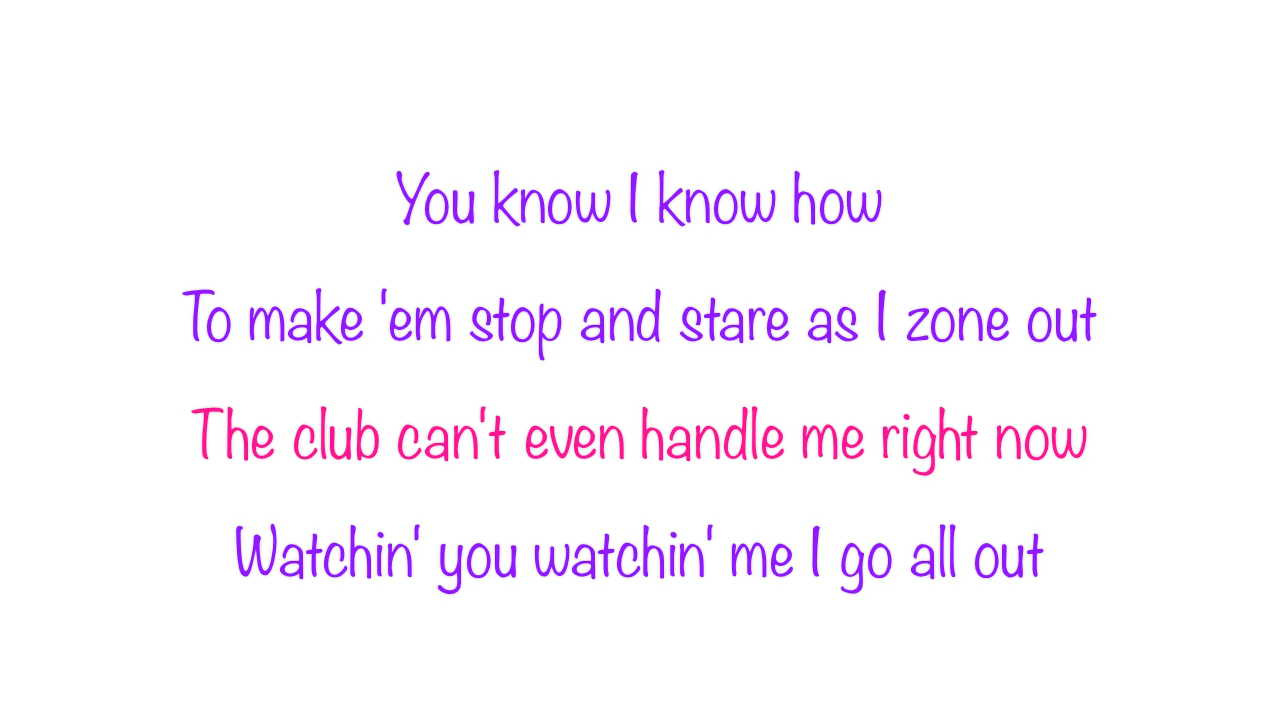 You know I know how
To make 'em stop and stare as I zone out
The club can't even handle me right now
Watchin' you watchin' me I go all out